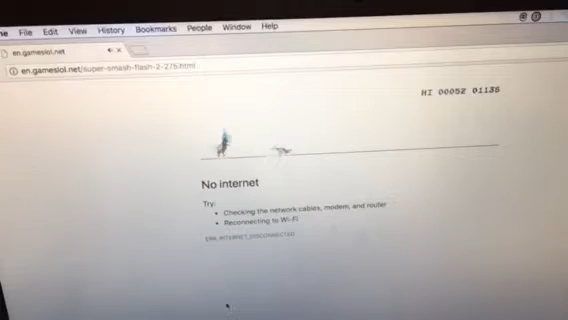 File Edit View History Bookmarks People Window Help
en.gameslol.net
en.gameslol.net/super-smash-flash-2-276.html
HI 00052 01136
No internet
Try:
• Checking the network cables, modem, and router
• Reconnecting to Wi-Fi
ERR_INTERNET_DISCONNECTED